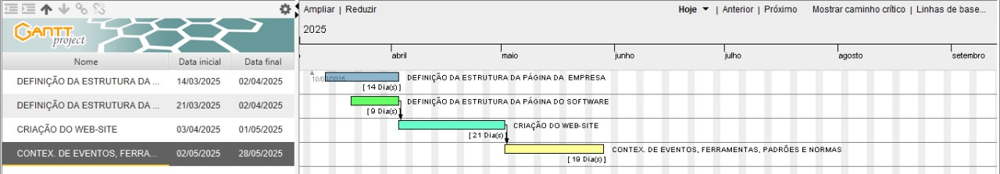 Ampliar | Reduzir
Hoje | Anterior | Próximo Mostrar caminho crítico | Linhas de base...
GANTT project
2025
Nome Data inicial Data final
abril maio junho julho agosto setembro
DEFINIÇÃO DA ESTRUTURA DA ... 14/03/2025 02/04/2025
DEFINIÇÃO DA ESTRUTURA DA PÁGINA DA EMPRESA
[ 14 Dia(s) ]
DEFINIÇÃO DA ESTRUTURA DA ... 21/03/2025 02/04/2025
DEFINIÇÃO DA ESTRUTURA DA PÁGINA DO SOFTWARE
[ 9 Dia(s) ]
CRIAÇÃO DO WEB-SITE 03/04/2025 01/05/2025
CRIAÇÃO DO WEB-SITE
[ 21 Dia(s) ]
CONTEX. DE EVENTOS, FERRA... 02/05/2025 28/05/2025
CONTEX. DE EVENTOS, FERRAMENTAS, PADRÕES E NORMAS
[ 19 Dia(s) ]